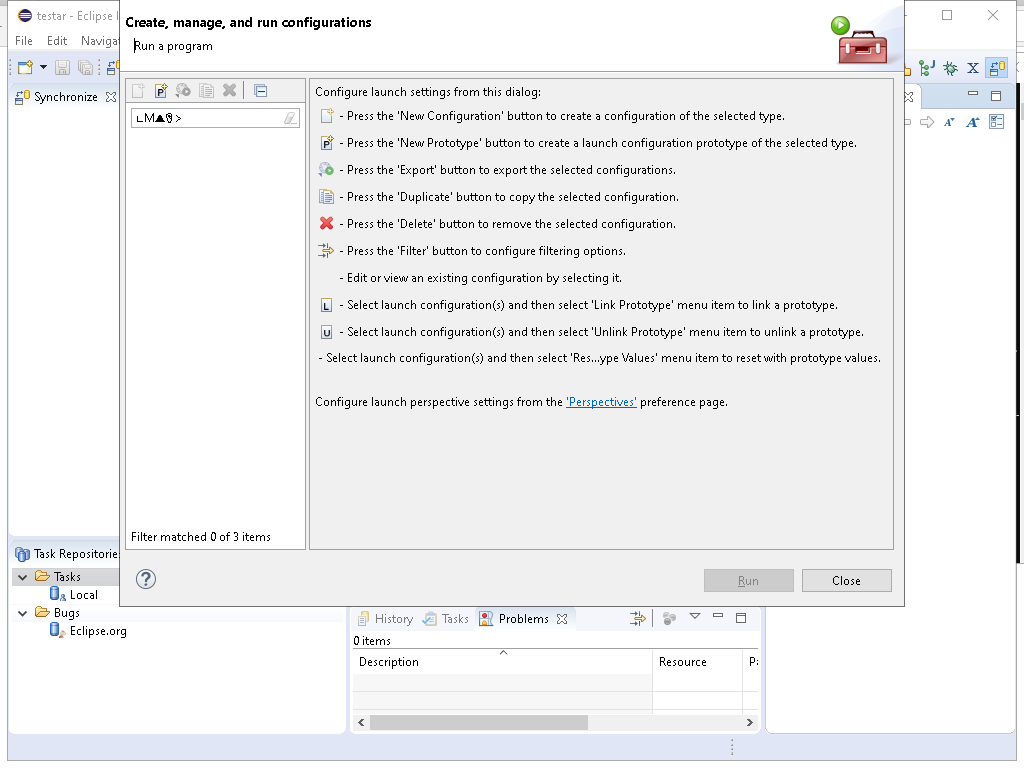 testar - Eclipse I
File Edit Naviga
Synchronize
Create, manage, and run configurations
Run a program
Filter matched 0 of 3 items
Configure launch settings from this dialog:
- Press the 'New Configuration' button to create a configuration of the selected type.
- Press the 'New Prototype' button to create a launch configuration prototype of the selected type.
- Press the 'Export' button to export the selected configurations.
- Press the 'Duplicate' button to copy the selected configuration.
- Press the 'Delete' button to remove the selected configuration.
- Press the 'Filter' button to configure filtering options.
- Edit or view an existing configuration by selecting it.
L - Select launch configuration(s) and then select 'Link Prototype' menu item to link a prototype.
U - Select launch configuration(s) and then select 'Unlink Prototype' menu item to unlink a prototype.
- Select launch configuration(s) and then select 'Res...ype Values' menu item to reset with prototype values.
Configure launch perspective settings from the 'Perspectives' preference page.
Run Close
Task Repositorie
Tasks
Local
Bugs
Eclipse.org
History Tasks Problems
0 items
Description Resource Pa